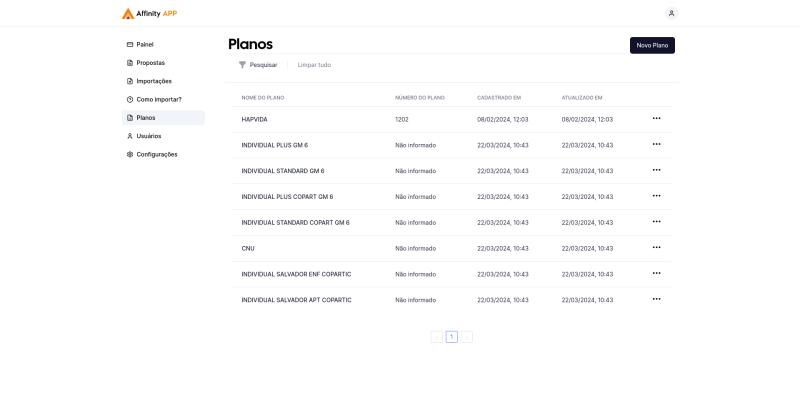 Affinity APP
Painel
Propostas
Importações
Como importar?
Planos
Usuários
Configurações
Planos
Novo Plano
Pesquisar
Limpar tudo
NOME DO PLANO NÚMERO DO PLANO CADASTRADO EM ATUALIZADO EM
HAPVIDA 1202 08/02/2024, 12:03 08/02/2024, 12:03
INDIVIDUAL PLUS GM 6 Não informado 22/03/2024, 10:43 22/03/2024, 10:43
INDIVIDUAL STANDARD GM 6 Não informado 22/03/2024, 10:43 22/03/2024, 10:43
INDIVIDUAL PLUS COPART GM 6 Não informado 22/03/2024, 10:43 22/03/2024, 10:43
INDIVIDUAL STANDARD COPART GM 6 Não informado 22/03/2024, 10:43 22/03/2024, 10:43
CNU Não informado 22/03/2024, 10:43 22/03/2024, 10:43
INDIVIDUAL SALVADOR ENF COPARTIC Não informado 22/03/2024, 10:43 22/03/2024, 10:43
INDIVIDUAL SALVADOR APT COPARTIC Não informado 22/03/2024, 10:43 22/03/2024, 10:43
1